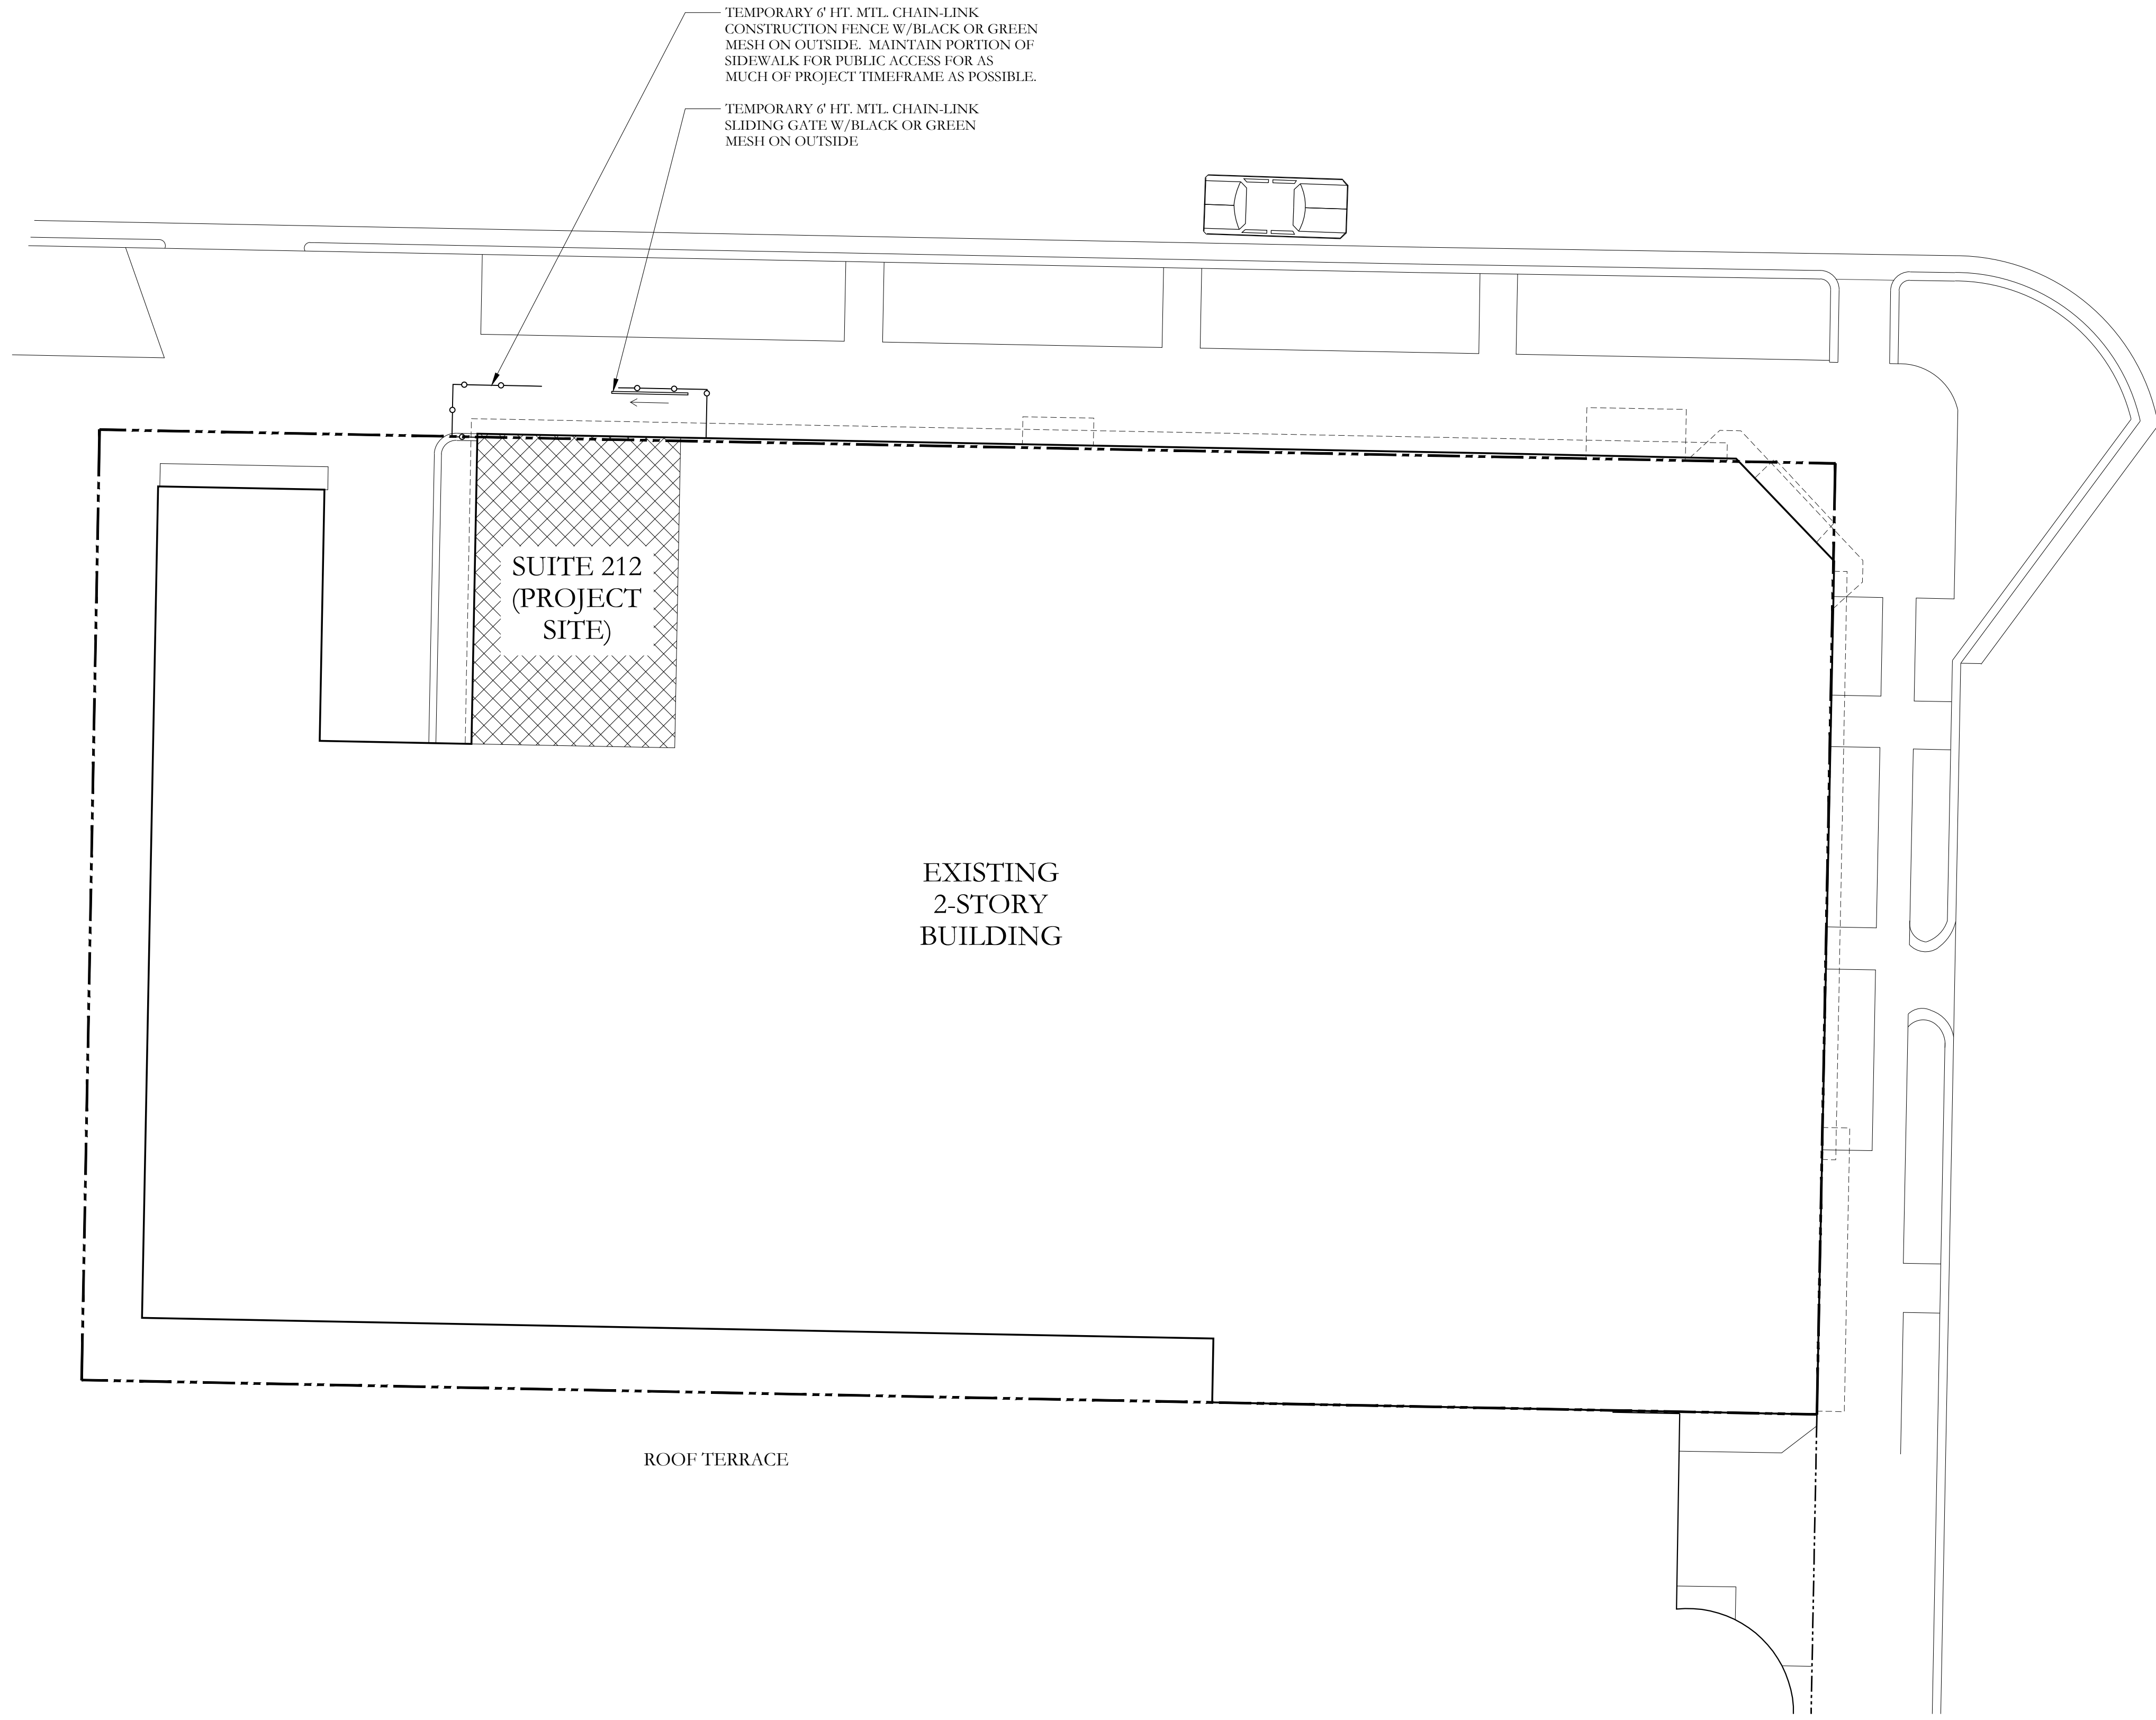 TEMPORARY 6' HT. MTL. CHAIN-LINK
CONSTRUCTION FENCE W/BLACK OR GREEN
MESH ON OUTSIDE.  MAINTAIN PORTION OF
SIDEWALK FOR PUBLIC ACCESS FOR AS
MUCH OF PROJECT TIMEFRAME AS POSSIBLE.
TEMPORARY 6' HT. MTL. CHAIN-LINK
SLIDING GATE W/BLACK OR GREEN
MESH ON OUTSIDE
SUITE 212
(PROJECT
SITE)
EXISTING
2-STORY
BUILDING
ROOF TERRACE